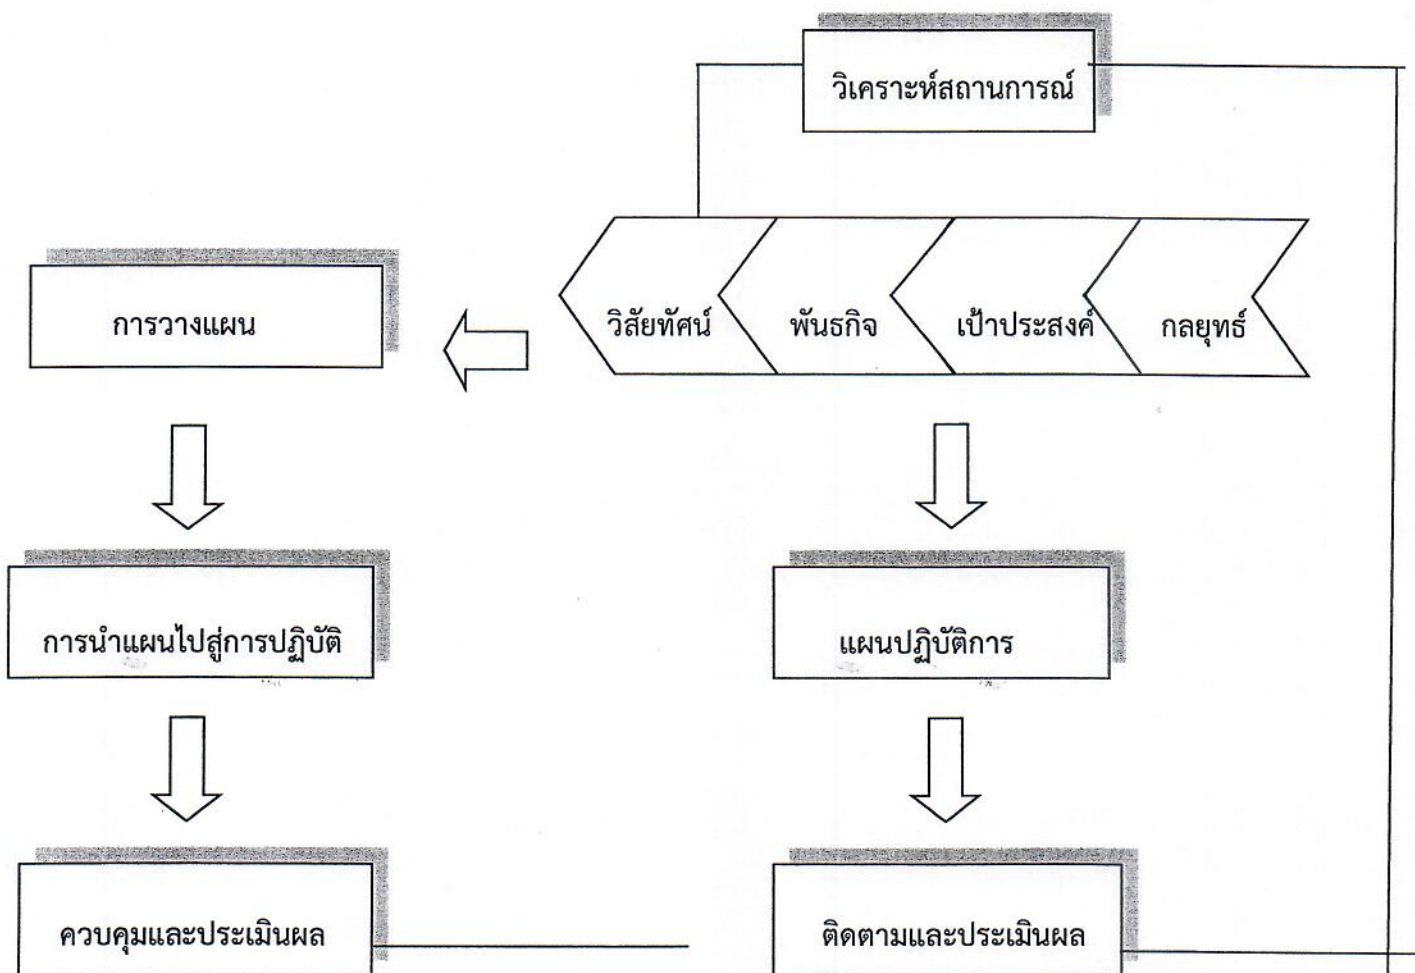 วิเคราะห์สถานการณ์
การวางแผน
วิสัยทัศน์
พันธกิจ
เป้าประสงค์
กลยุทธ์
การนำแผนไปสู่การปฏิบัติ
แผนปฏิบัติการ
ควบคุมและประเมินผล
ติดตามและประเมินผล